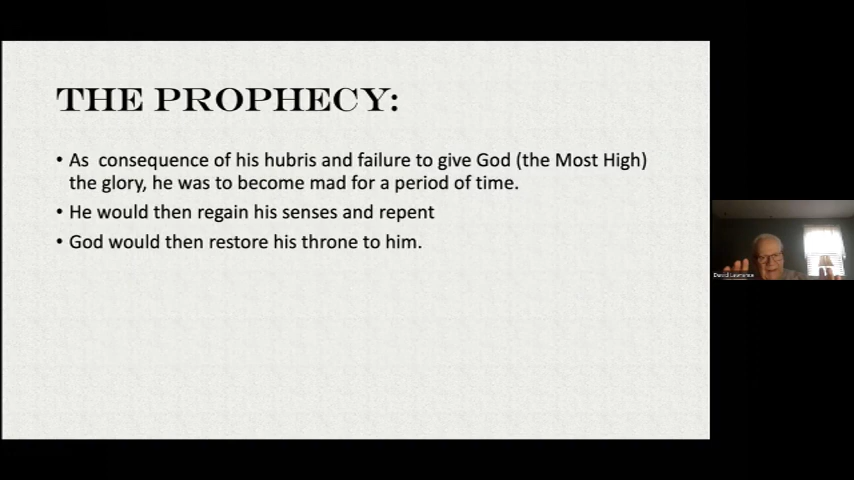 THE PROPHECY:
• As  consequence of his hubris and failure to give God (the Most High)
the glory, he was to become mad for a period of time.
• He would then regain his senses and repent
• God would then restore his throne to him.
David Lawrence